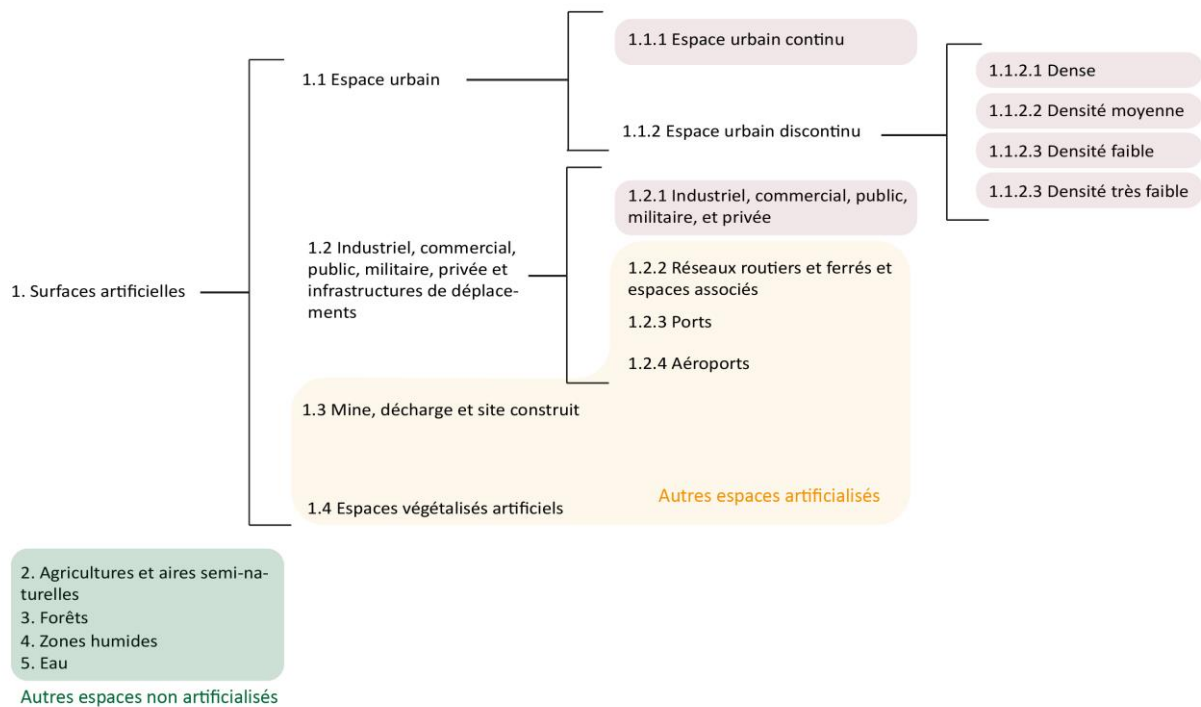 1. Surfaces artificielles
1.1 Espace urbain
1.1.1 Espace urbain continu
1.1.2 Espace urbain discontinu
1.1.2.1 Dense
1.1.2.2 Densité moyenne
1.1.2.3 Densité faible
1.1.2.3 Densité très faible
1.2 Industriel, commercial,
public, militaire, privée et
infrastructures de déplace-
ments
1.2.1 Industriel, commercial, public,
militaire, et privée
1.2.2 Réseaux routiers et ferrés et
espaces associés
1.2.3 Ports
1.2.4 Aéroports
1.3 Mine, décharge et site construit
1.4 Espaces végétalisés artificiels
Autres espaces artificialisés
2. Agricultures et aires semi-na-
turelles
3. Forêts
4. Zones humides
5. Eau
Autres espaces non artificialisés